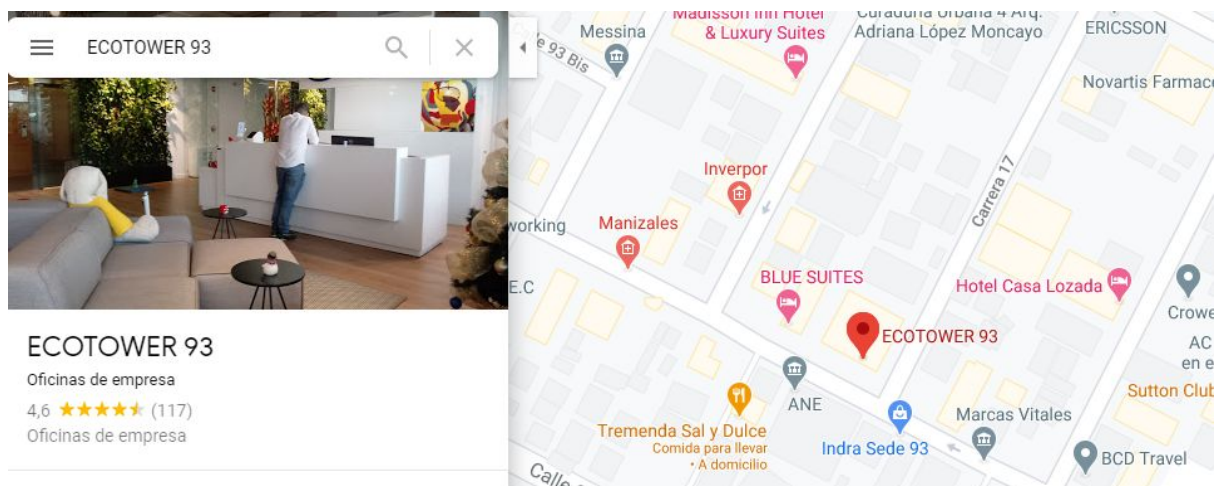 ECOTOWER 93
ECOTOWER 93
Oficinas de empresa
4,6
(117)
Oficinas de empresa
Messina
Madisson Inn Hotel
& Luxury Suites
Curaduría Urbana 4 Arq.
Adriana López Moncayo
ERICSSON
Novartis Farmac
e 93 Bis
Inverpor
Carrera 17
working
Manizales
E.C
BLUE SUITES
Hotel Casa Lozada
Crowe
ECOTOWER 93
AC
en e
Sutton Club
ANE
Tremenda Sal y Dulce
Comida para llevar
• A domicilio
Indra Sede 93
Marcas Vitales
BCD Travel
Calle